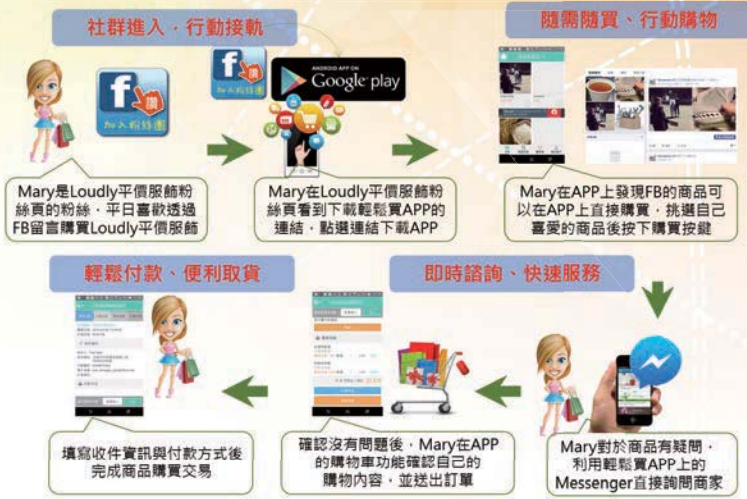 社群進入．行動接軌
讚
加入粉絲團
讚
加入粉絲團
ANDROID APP ON
Google play
Mary是Loudly平價服飾粉
絲頁的粉絲．平日喜歡透過
FB留言購買Loudly平價服飾
Mary在Loudly平價服飾粉
絲頁看到下載輕鬆買APP的
連結．點選連結下載APP
隨需隨買、行動購物
Mary在APP上發現FB的商品可
以在APP上直接購買．挑選自己
喜愛的商品後按下購買按鍵
即時諮詢、快速服務
Mary對於商品有疑問．
利用輕鬆買APP上的
Messenger直接詢問商家
確認沒有問題後．Mary在APP
的購物車功能確認自己的
購物內容．並送出訂單
輕鬆付款、便利取貨
填寫收件資訊與付款方式後
完成商品購買交易